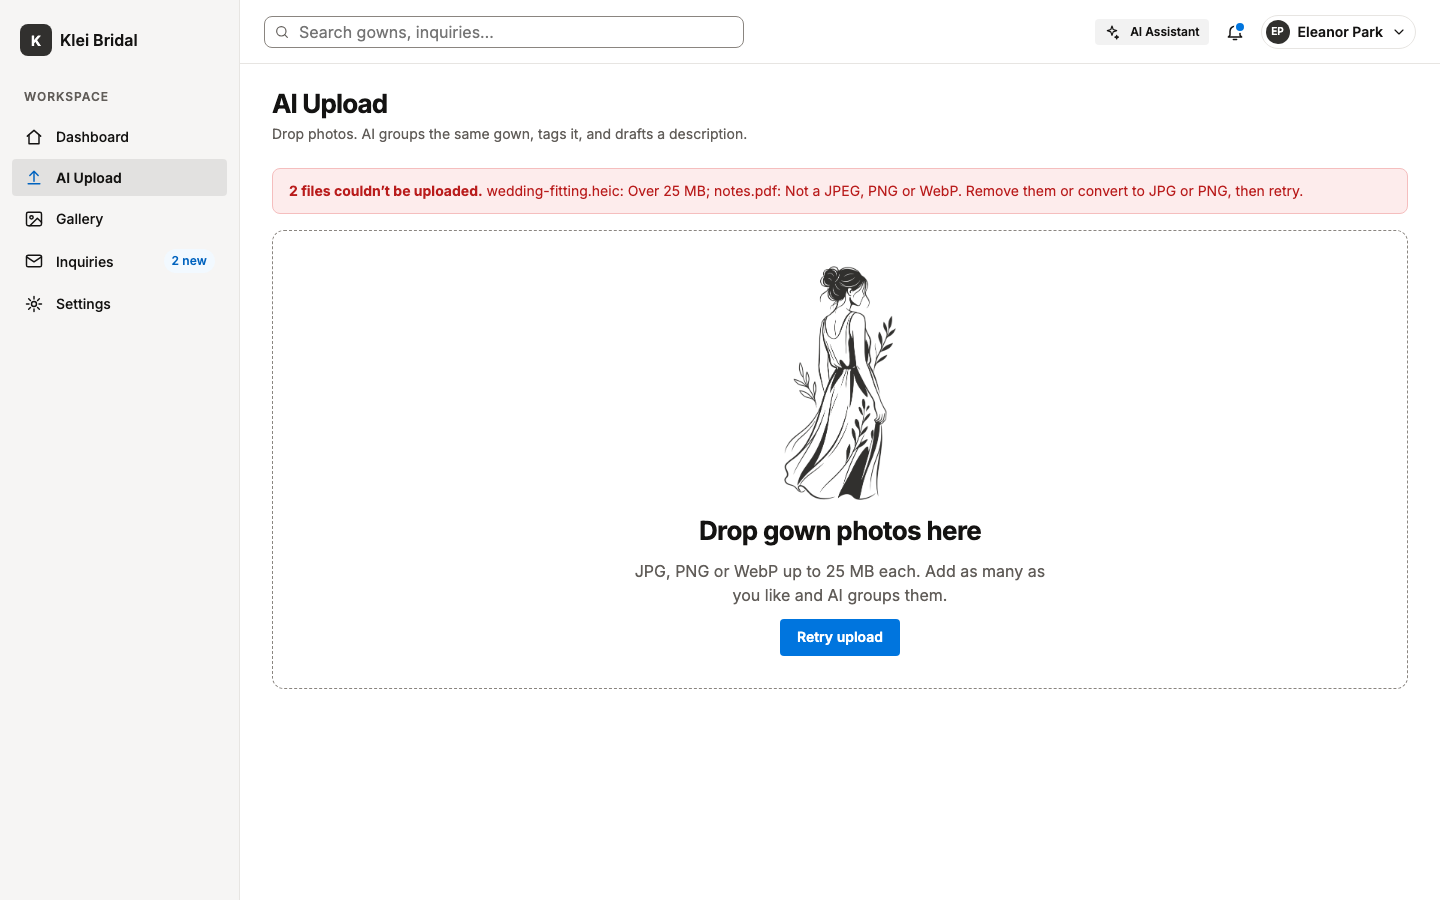 K Klei Bridal
Search gowns, inquiries...
AI Assistant
EP Eleanor Park
WORKSPACE
Dashboard
AI Upload
Gallery
Inquiries 2 new
Settings
AI Upload
Drop photos. AI groups the same gown, tags it, and drafts a description.
2 files couldn’t be uploaded. wedding-fitting.heic: Over 25 MB; notes.pdf: Not a JPEG, PNG or WebP. Remove them or convert to JPG or PNG, then retry.
Drop gown photos here
JPG, PNG or WebP up to 25 MB each. Add as many as
you like and AI groups them.
Retry upload